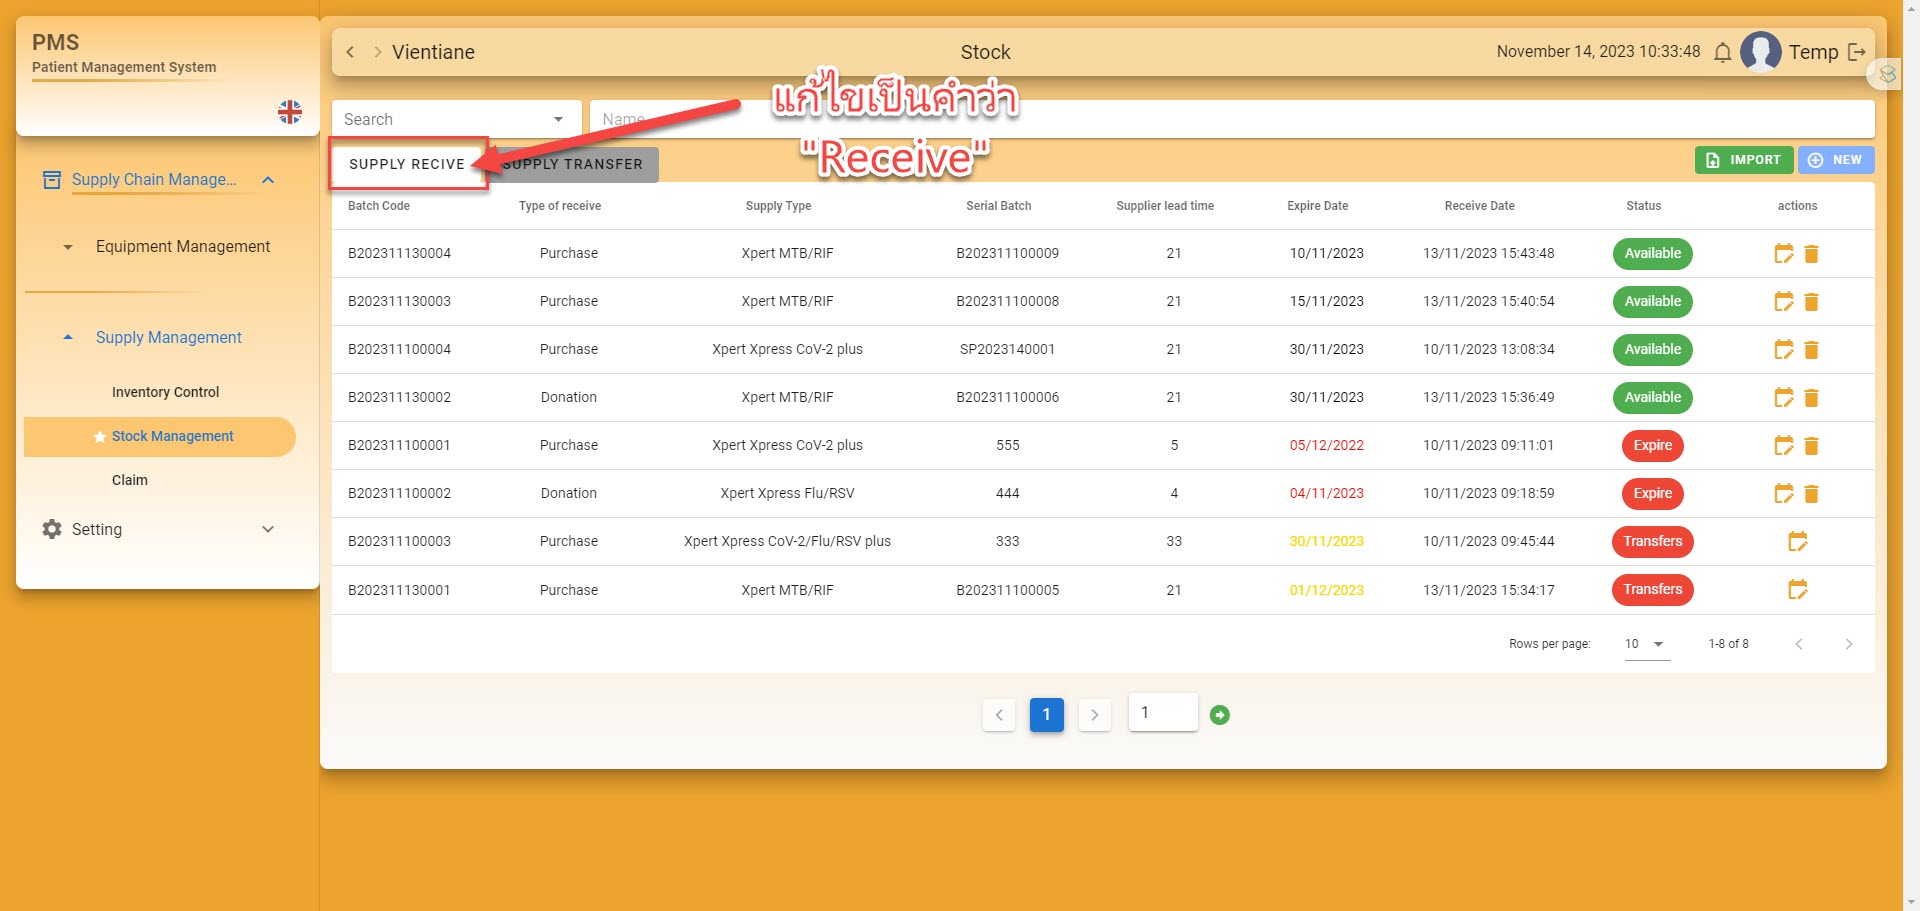 PMS
Patient Management System
Supply Chain Manage...
Equipment Management
Supply Management
Inventory Control
Stock Management
Claim
Setting
Vientiane
Stock
November 14, 2023 10:33:48
Temp
Search
Name
แก้ไขเป็นคำว่า
"Receive"
SUPPLY RECIVE
SUPPLY TRANSFER
IMPORT
NEW
Batch Code Type of receive Supply Type Serial Batch Supplier lead time Expire Date Receive Date Status actions
B202311130004 Purchase Xpert MTB/RIF B202311100009 21 10/11/2023 13/11/2023 15:43:48 Available
B202311130003 Purchase Xpert MTB/RIF B202311100008 21 15/11/2023 13/11/2023 15:40:54 Available
B202311100004 Purchase Xpert Xpress CoV-2 plus SP2023140001 21 30/11/2023 10/11/2023 13:08:34 Available
B202311130002 Donation Xpert MTB/RIF B202311100006 21 30/11/2023 13/11/2023 15:36:49 Available
B202311100001 Purchase Xpert Xpress CoV-2 plus 555 5 05/12/2022 10/11/2023 09:11:01 Expire
B202311100002 Donation Xpert Xpress Flu/RSV 444 4 04/11/2023 10/11/2023 09:18:59 Expire
B202311100003 Purchase Xpert Xpress CoV-2/Flu/RSV plus 333 33 30/11/2023 10/11/2023 09:45:44 Transfers
B202311130001 Purchase Xpert MTB/RIF B202311100005 21 01/12/2023 13/11/2023 15:34:17 Transfers
Rows per page: 10 1-8 of 8
1 1